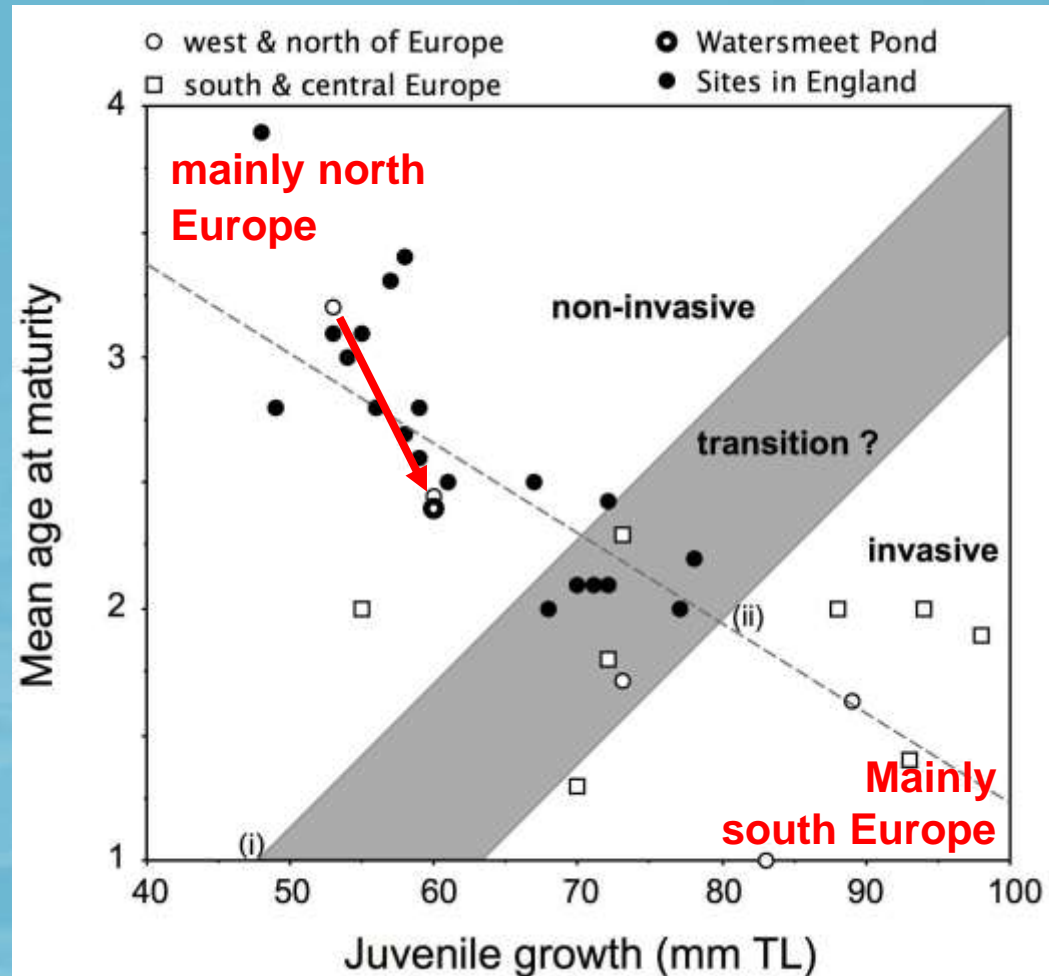 west & north of Europe
Watersmeet Pond
south & central Europe
Sites in England
4
mainly north
Europe
non-invasive
3
Mean age at maturity
transition ?
invasive
2
(ii)
Mainly
south Europe
(i)
1
40 50 60 70 80 90 100
Juvenile growth (mm TL)